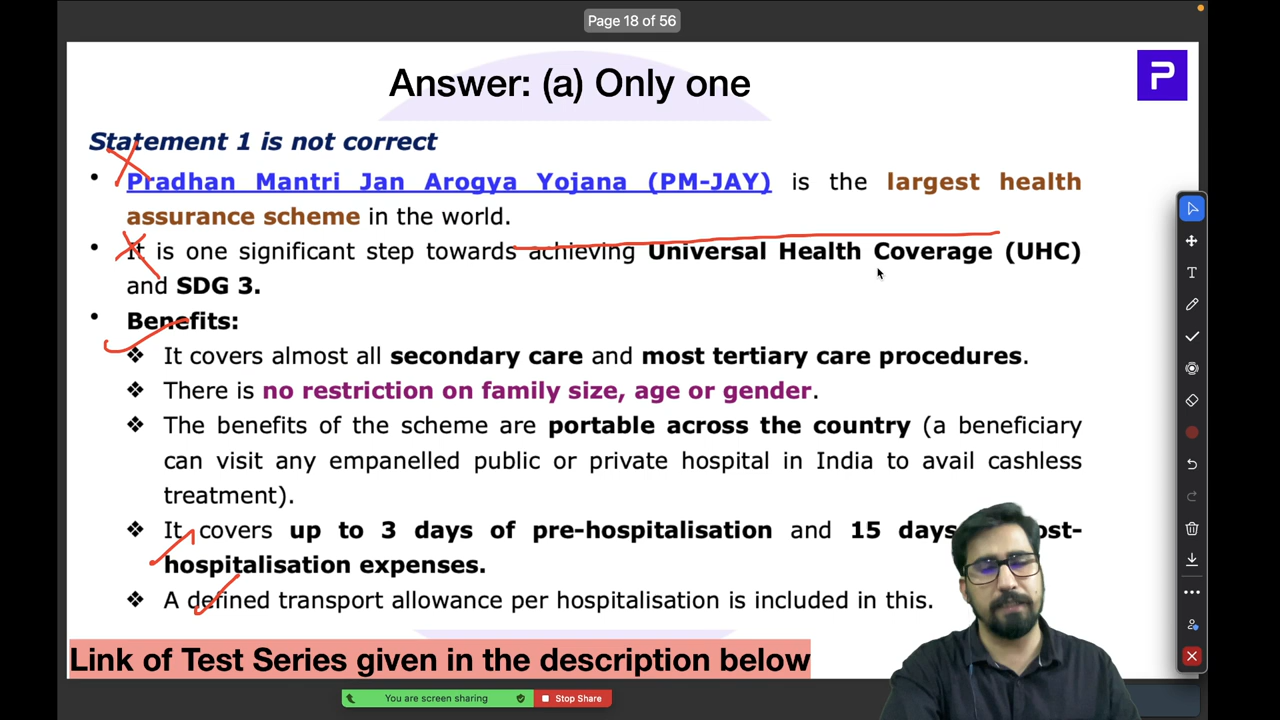 Page 18 of 56
P
Answer: (a) Only one
Statement 1 is not correct
• Pradhan Mantri Jan Arogya Yojana (PM-JAY) is the largest health
assurance scheme in the world.
• It is one significant step towards achieving Universal Health Coverage (UHC)
and SDG 3.
• Benefits:
❖ It covers almost all secondary care and most tertiary care procedures.
❖ There is no restriction on family size, age or gender.
❖ The benefits of the scheme are portable across the country (a beneficiary
can visit any empanelled public or private hospital in India to avail cashless
treatment).
❖ It covers up to 3 days of pre-hospitalisation and 15 days ost-
hospitalisation expenses.
❖ A defined transport allowance per hospitalisation is included in this.
Link of Test Series given in the description below
You are screen sharing Stop Share